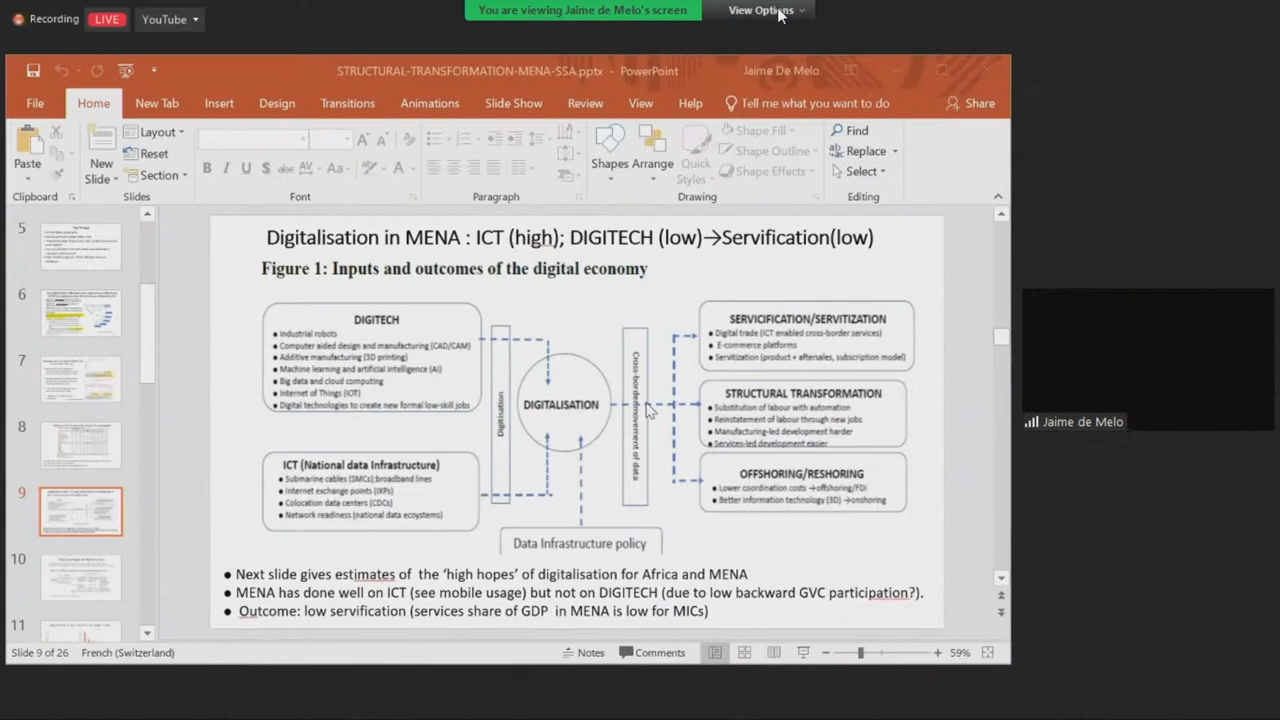 Recording
LIVE
YouTube
You are viewing Jaime de Melo's screen
View Options
STRUCTURAL-TRANSFORMATION-MENA-SSA.pptx - PowerPoint
Jaime De Melo
File
Home
New Tab
Insert
Design
Transitions
Animations
Slide Show
Review
View
Help
Tell me what you want to do
Share
Paste
New
Slide
Layout
Reset
Section
B I U S abc AV Aa A
Shapes
Arrange
Quick
Styles
Shape Fill
Shape Outline
Shape Effects
Find
Replace
Select
Clipboard
Slides
Font
Paragraph
Drawing
Editing
5
6
7
8
9
10
11
Digitalisation in MENA : ICT (high); DIGITECH (low)→Servification(low)
Figure 1: Inputs and outcomes of the digital economy
DIGITECH
● Industrial robots
● Computer aided design and manufacturing (CAD/CAM)
● Additive manufacturing (3D printing)
● Machine learning and artificial intelligence (AI)
● Big data and cloud computing
● Internet of Things (IOT)
● Digital technologies to create new formal low-skill jobs
ICT (National data Infrastructure)
● Submarine cables (SMCs);broadband lines
● Internet exchange points (IXPs)
● Colocation data centers (CDCs)
● Network readiness (national data ecosystems)
Digitisation
DIGITALISATION
Cross-border movement of data
Data Infrastructure policy
SERVICIFICATION/SERVITIZATION
● Digital trade (ICT enabled cross-border services)
● E-commerce platforms
● Servitization (product + aftersales, subscription model)
STRUCTURAL TRANSFORMATION
● Substitution of labour with automation
● Reinstatement of labour through new jobs
● Manufacturing-led development harder
● Services-led development easier
OFFSHORING/RESHORING
● Lower coordination costs →offshoring/FDI
● Better information technology (3D) →onshoring
● Next slide gives estimates of the 'high hopes' of digitalisation for Africa and MENA
● MENA has done well on ICT (see mobile usage) but not on DIGITECH (due to low backward GVC participation?).
● Outcome: low servification (services share of GDP in MENA is low for MICs)
Slide 9 of 26
French (Switzerland)
Notes
Comments
59%
Jaime de Melo